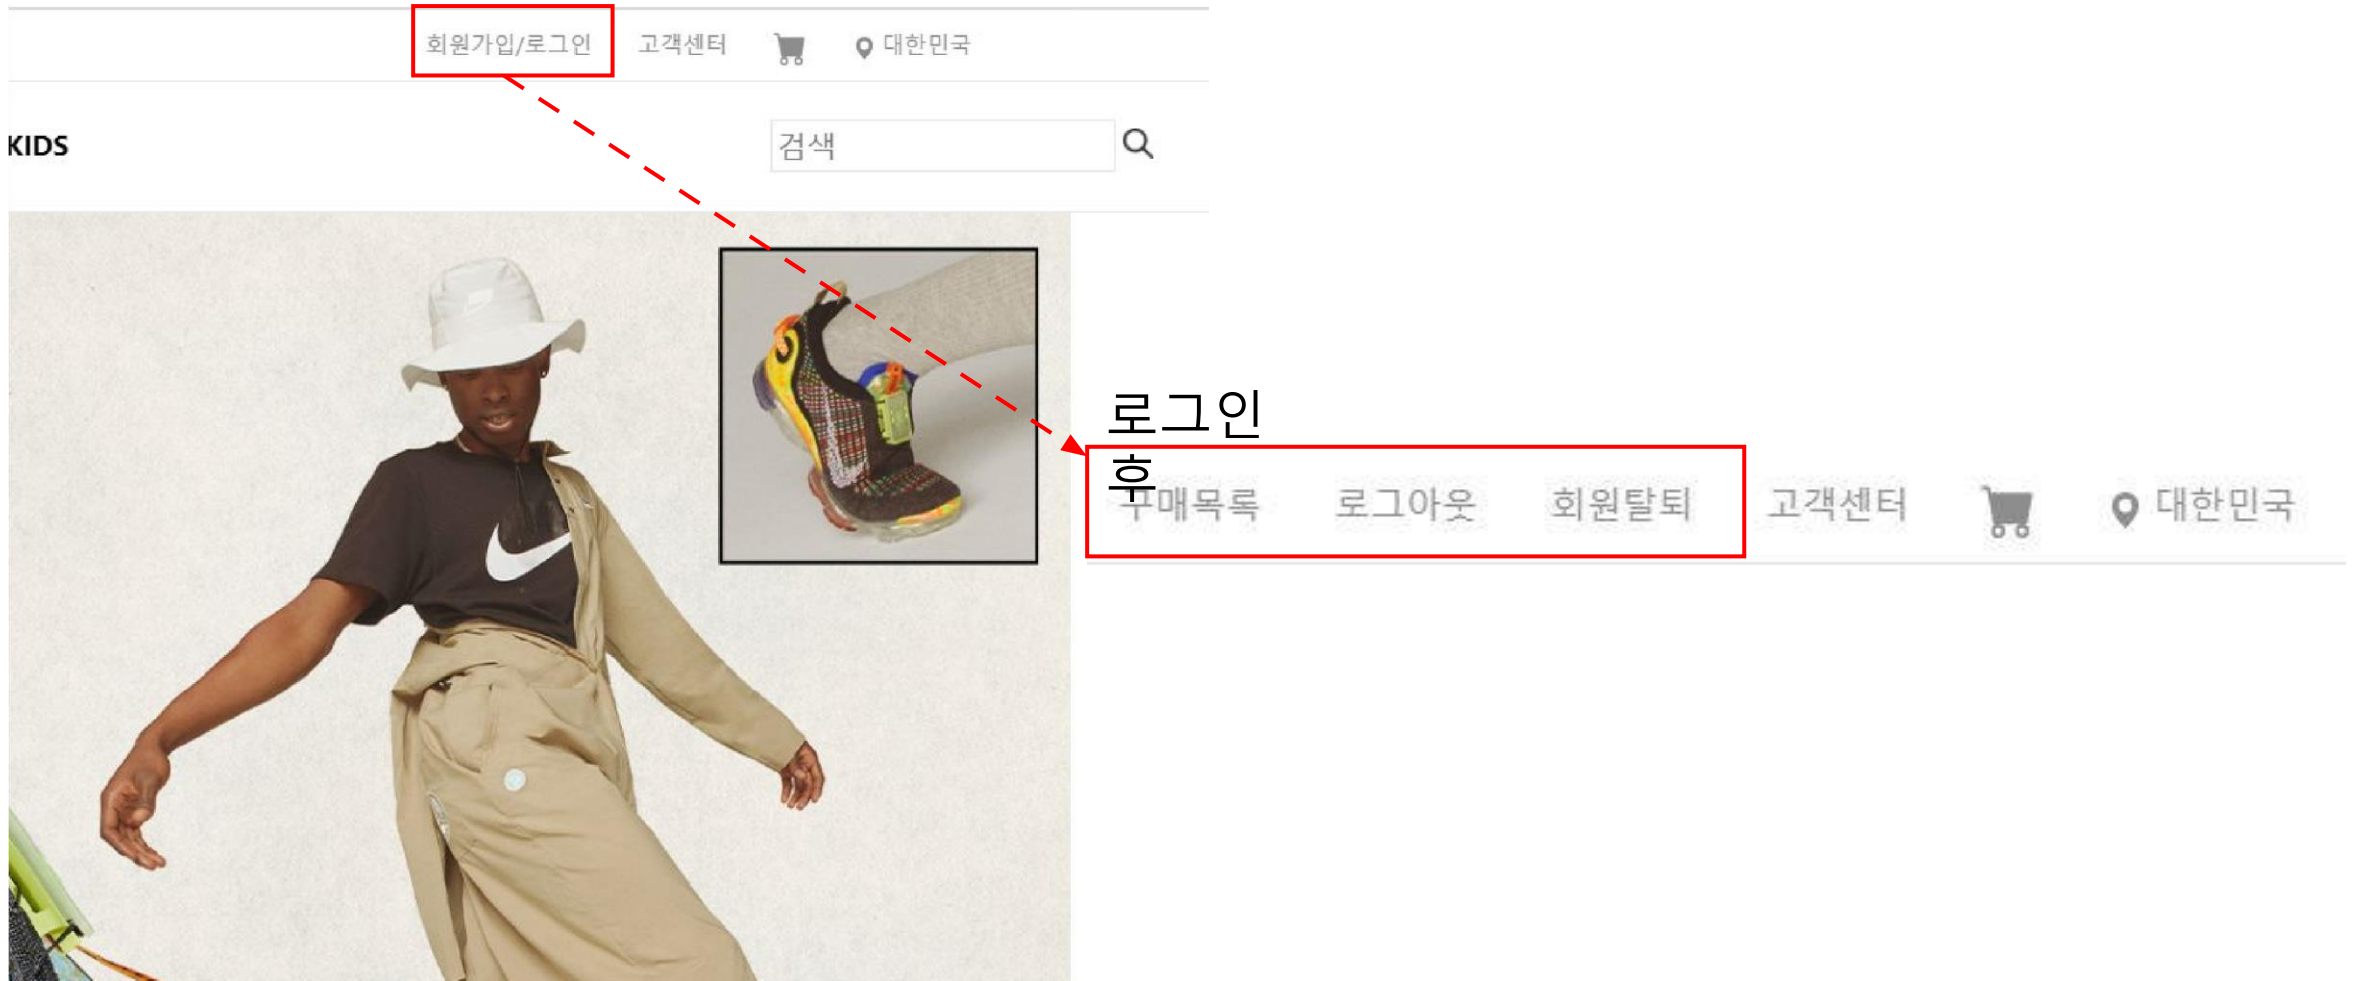 회원가입/로그인 고객센터 대한민국
KIDS
검색
로그인
후
구매목록 로그아웃 회원탈퇴 고객센터 대한민국